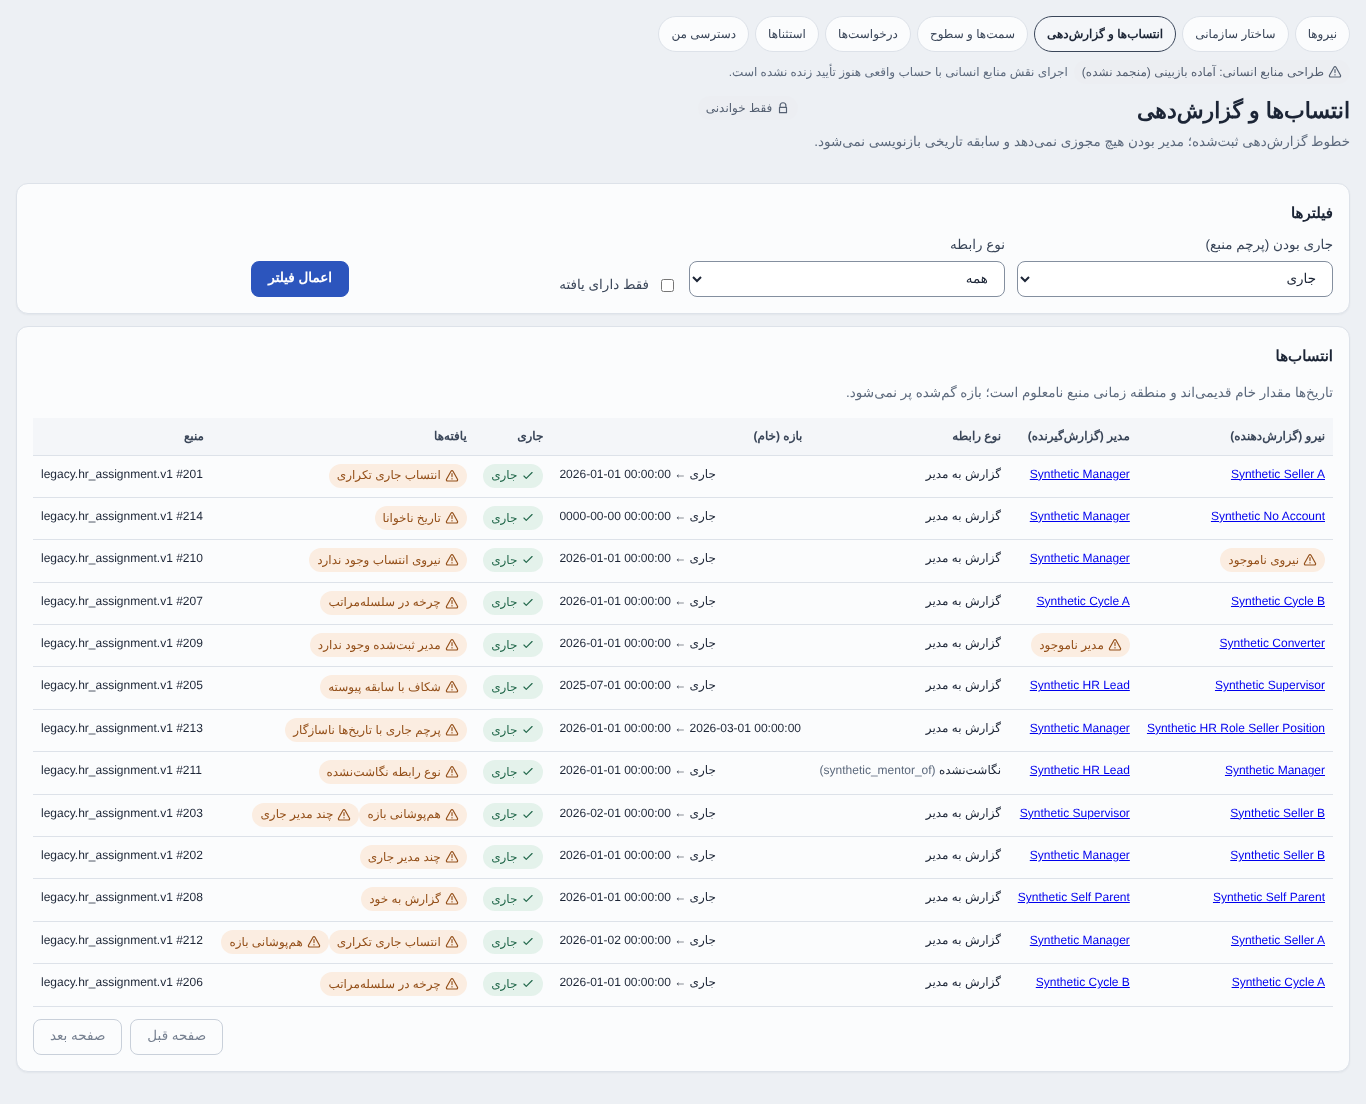 نیروها ساختار سازمانی انتساب‌ها و گزارش‌دهی سمت‌ها و سطوح درخواست‌ها استثناها دسترسی من
طراحی منابع انسانی: آماده بازبینی (منجمد نشده) اجرای نقش منابع انسانی با حساب واقعی هنوز تأیید زنده نشده است.
انتساب‌ها و گزارش‌دهی فقط خواندنی
خطوط گزارش‌دهی ثبت‌شده؛ مدیر بودن هیچ مجوزی نمی‌دهد و سابقه تاریخی بازنویسی نمی‌شود.
فیلترها
جاری بودن (پرچم منبع) نوع رابطه
جاری همه فقط دارای یافته اعمال فیلتر
انتساب‌ها
تاریخ‌ها مقدار خام قدیمی‌اند و منطقه زمانی منبع نامعلوم است؛ بازه گم‌شده پر نمی‌شود.
نیرو (گزارش‌دهنده) مدیر (گزارش‌گیرنده) نوع رابطه بازه (خام) جاری یافته‌ها منبع
Synthetic Seller A Synthetic Manager گزارش به مدیر 2026-01-01 00:00:00 ← جاری جاری انتساب جاری تکراری legacy.hr_assignment.v1 #201
Synthetic No Account Synthetic Manager گزارش به مدیر 0000-00-00 00:00:00 ← جاری جاری تاریخ ناخوانا legacy.hr_assignment.v1 #214
نیروی ناموجود Synthetic Manager گزارش به مدیر 2026-01-01 00:00:00 ← جاری جاری نیروی انتساب وجود ندارد legacy.hr_assignment.v1 #210
Synthetic Cycle B Synthetic Cycle A گزارش به مدیر 2026-01-01 00:00:00 ← جاری جاری چرخه در سلسله‌مراتب legacy.hr_assignment.v1 #207
Synthetic Converter مدیر ناموجود گزارش به مدیر 2026-01-01 00:00:00 ← جاری جاری مدیر ثبت‌شده وجود ندارد legacy.hr_assignment.v1 #209
Synthetic Supervisor Synthetic HR Lead گزارش به مدیر 2025-07-01 00:00:00 ← جاری جاری شکاف با سابقه پیوسته legacy.hr_assignment.v1 #205
Synthetic HR Role Seller Position Synthetic Manager گزارش به مدیر 2026-01-01 00:00:00 ← 2026-03-01 00:00:00 جاری پرچم جاری با تاریخ‌ها ناسازگار legacy.hr_assignment.v1 #213
Synthetic Manager Synthetic HR Lead نگاشت‌نشده (synthetic_mentor_of) 2026-01-01 00:00:00 ← جاری جاری نوع رابطه نگاشت‌نشده legacy.hr_assignment.v1 #211
Synthetic Seller B Synthetic Supervisor گزارش به مدیر 2026-02-01 00:00:00 ← جاری جاری هم‌پوشانی بازه چند مدیر جاری legacy.hr_assignment.v1 #203
Synthetic Seller B Synthetic Manager گزارش به مدیر 2026-01-01 00:00:00 ← جاری جاری چند مدیر جاری legacy.hr_assignment.v1 #202
Synthetic Self Parent Synthetic Self Parent گزارش به مدیر 2026-01-01 00:00:00 ← جاری جاری گزارش به خود legacy.hr_assignment.v1 #208
Synthetic Seller A Synthetic Manager گزارش به مدیر 2026-01-02 00:00:00 ← جاری جاری انتساب جاری تکراری هم‌پوشانی بازه legacy.hr_assignment.v1 #212
Synthetic Cycle A Synthetic Cycle B گزارش به مدیر 2026-01-01 00:00:00 ← جاری جاری چرخه در سلسله‌مراتب legacy.hr_assignment.v1 #206
صفحه قبل صفحه بعد